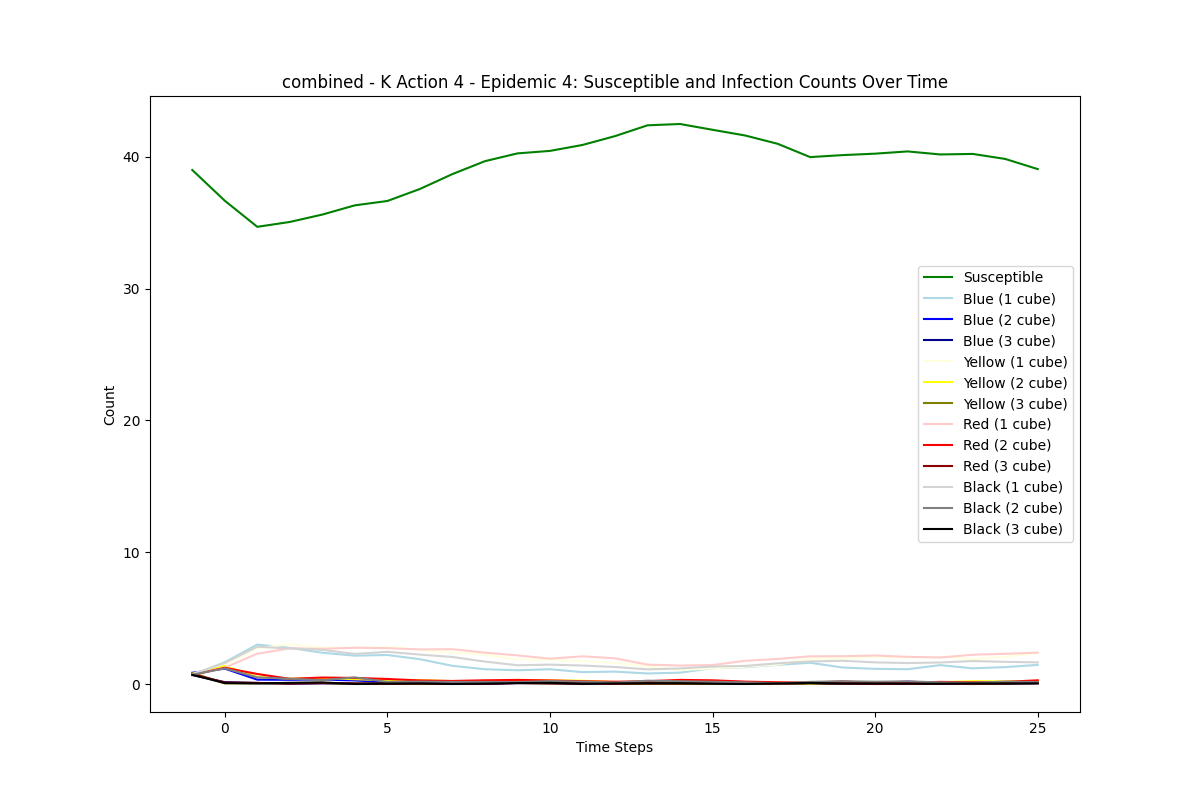 combined - K Action 4 - Epidemic 4: Susceptible and Infection Counts Over Time
Count
40
30
20
10
0
Susceptible
Blue (1 cube)
Blue (2 cube)
Blue (3 cube)
Yellow (1 cube)
Yellow (2 cube)
Yellow (3 cube)
Red (1 cube)
Red (2 cube)
Red (3 cube)
Black (1 cube)
Black (2 cube)
Black (3 cube)
0 5 10 15 20 25
Time Steps